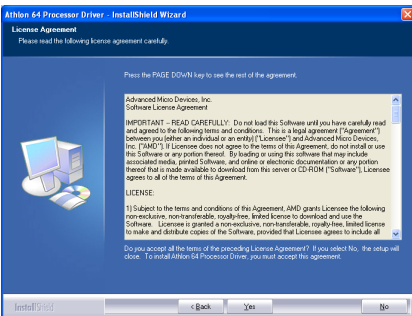 Athlon 64 Processor Driver - InstallShield Wizard
License Agreement
Please read the following license agreement carefully.
Press the PAGE DOWN key to see the rest of the agreement.
Advanced Micro Devices, Inc.
Software License Agreement
IMPORTANT – READ CAREFULLY: Do not load this Software until you have carefully read
and agreed to the following terms and conditions. This is a legal agreement ("Agreement")
between you (either an individual or an entity) ("Licensee") and Advanced Micro Devices,
Inc. ("AMD"). If Licensee does not agree to the terms of this Agreement, do not install or use
this Software or any portion thereof. By loading or using this software that may include
associated media, printed Software, and online or electronic documentation or any portion
thereof that is made available to download from this server or CD-ROM ("Software"), Licensee
agrees to all of the terms of this Agreement.
LICENSE:
1) Subject to the terms and conditions of this Agreement, AMD grants Licensee the following
non-exclusive, non-transferable, royalty-free, limited license to download and use the
Software. Licensee is granted a non-exclusive, non-transferable, royalty-free, limited license
to make and distribute copies of the Software, provided that Licensee agrees to include all
Do you accept all the terms of the preceding License Agreement? If you select No, the setup will
close. To install Athlon 64 Processor Driver, you must accept this agreement.
InstallShield
< Back Yes No